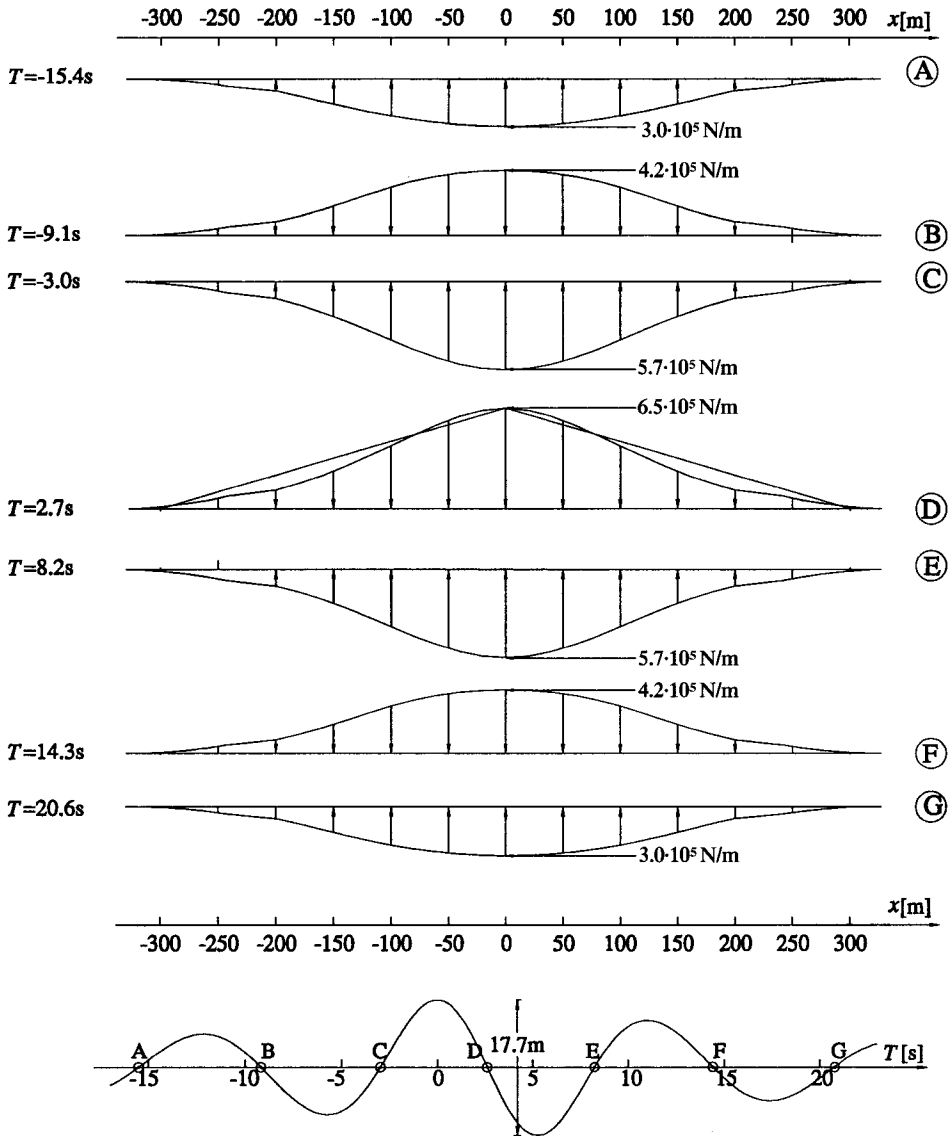 -300 -250 -200 -150 -100 -50 0 50 100 150 200 250 300 x[m]
T=-15.4s A
3.0·10⁵ N/m
4.2·10⁵ N/m
T=-9.1s B
T=-3.0s C
5.7·10⁵ N/m
6.5·10⁵ N/m
T=2.7s D
T=8.2s E
5.7·10⁵ N/m
4.2·10⁵ N/m
T=14.3s F
T=20.6s G
3.0·10⁵ N/m
x[m]
-300 -250 -200 -150 -100 -50 0 50 100 150 200 250 300
17.7m
A B C D E F G T[s]
-15 -10 -5 0 5 10 15 20